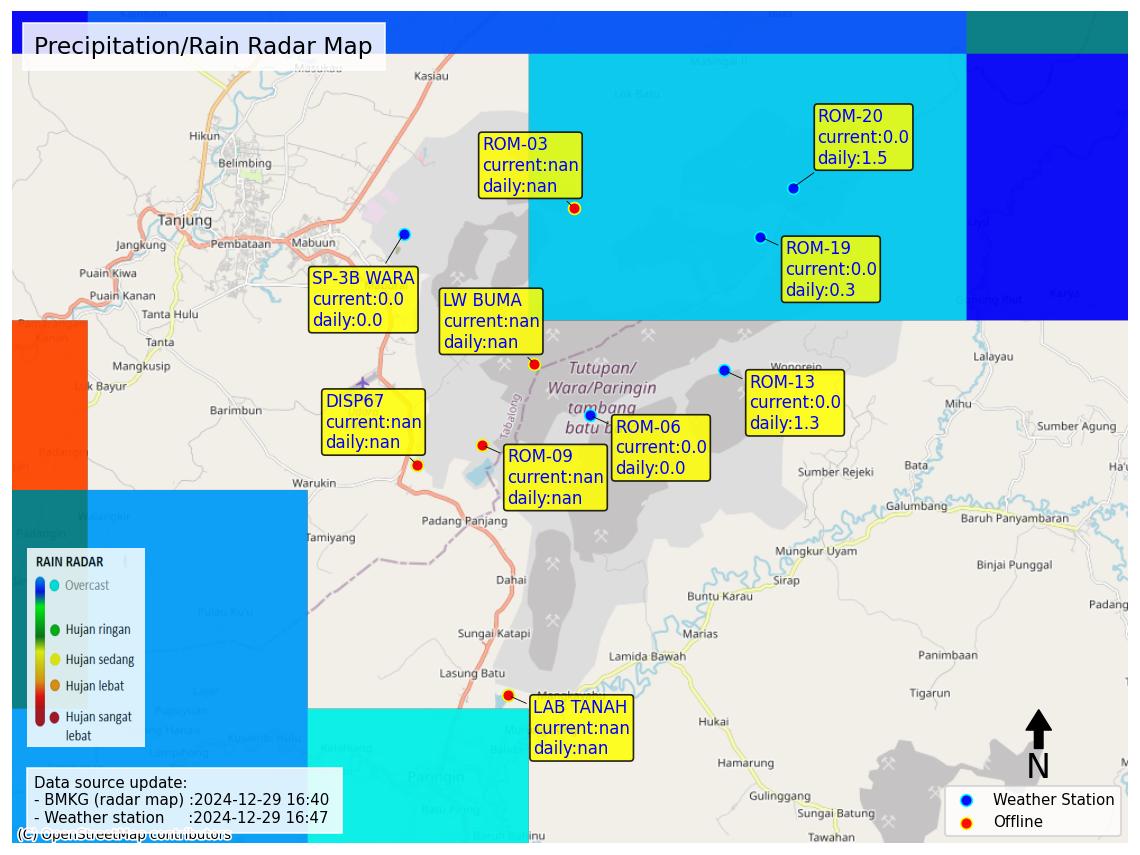 Precipitation/Rain Radar Map
Masukau
Kasiau
Masingai II
Lok Batu
Hikun
Belimbing
Tanjung
Jangkung
Pembataan
Mabuun
Puain Kiwa
Puain Kanan
Tanta Hulu
Tanta
Mangkusip
Luk Bayur
Barimbun
Warukin
Tamiyang
Padang Panjang
Dahai
Sungai Katapi
Lasung Batu
Tabalong
Tutupan/
Wara/Paringin
tambang
batu b
ROM-03
current:nan
daily:nan
ROM-20
current:0.0
daily:1.5
ROM-19
current:0.0
daily:0.3
SP-3B WARA
current:0.0
daily:0.0
LW BUMA
current:nan
daily:nan
ROM-13
current:0.0
daily:1.3
DISP67
current:nan
daily:nan
ROM-06
current:0.0
daily:0.0
ROM-09
current:nan
daily:nan
LAB TANAH
current:nan
daily:nan
Wonorejo
Lalayau
Mihu
Sumber Agung
Sumber Rejeki
Bata
Galumbang
Baruh Panyambaran
Mungkur Uyam
Binjai Punggal
Sirap
Buntu Karau
Padang
Marias
Lamida Bawah
Panimbaan
Tigarun
Hukai
Hamarung
Gulinggang
Sungai Batung
Tawahan
Paringin
RAIN RADAR
Overcast
Hujan ringan
Hujan sedang
Hujan lebat
Hujan sangat
lebat
Data source update:
- BMKG (radar map) :2024-12-29 16:40
- Weather station :2024-12-29 16:47
(C) OpenStreetMap contributors
N
Weather Station
Offline